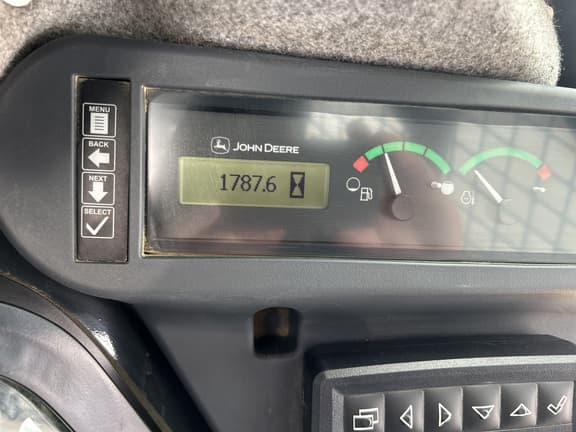 MENU
BACK
NEXT
SELECT
JOHN DEERE
1787.6